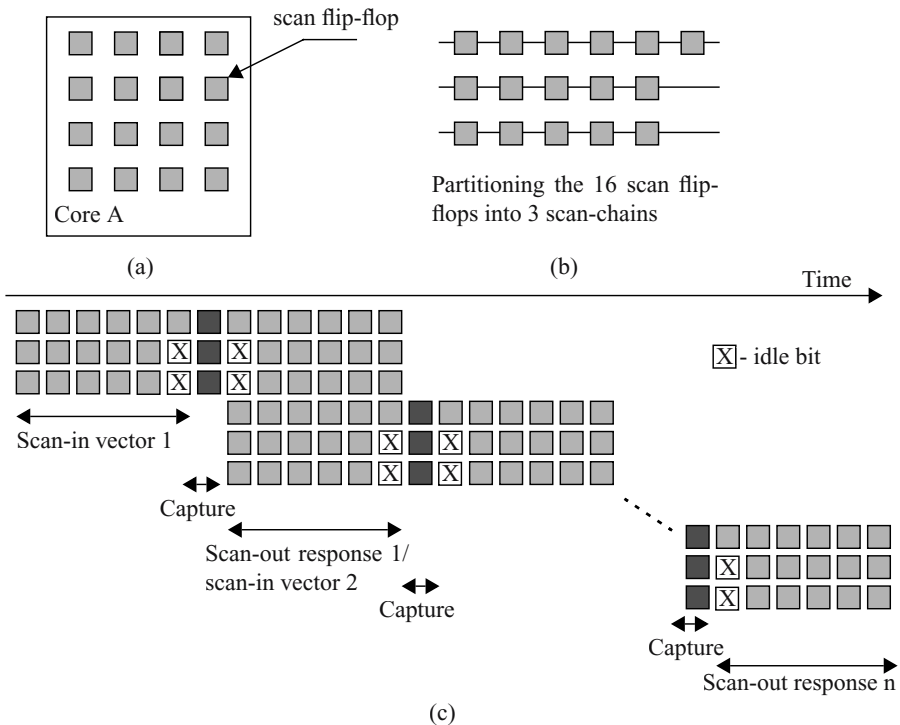 scan flip-flop
Core A
(a)
Partitioning the 16 scan flip-
flops into 3 scan-chains
(b)
Time
X
X
X
X
X - idle bit
Scan-in vector 1
X
X
X
X
Capture
Scan-out response 1/
scan-in vector 2
Capture
X
X
Capture
Scan-out response n
(c)